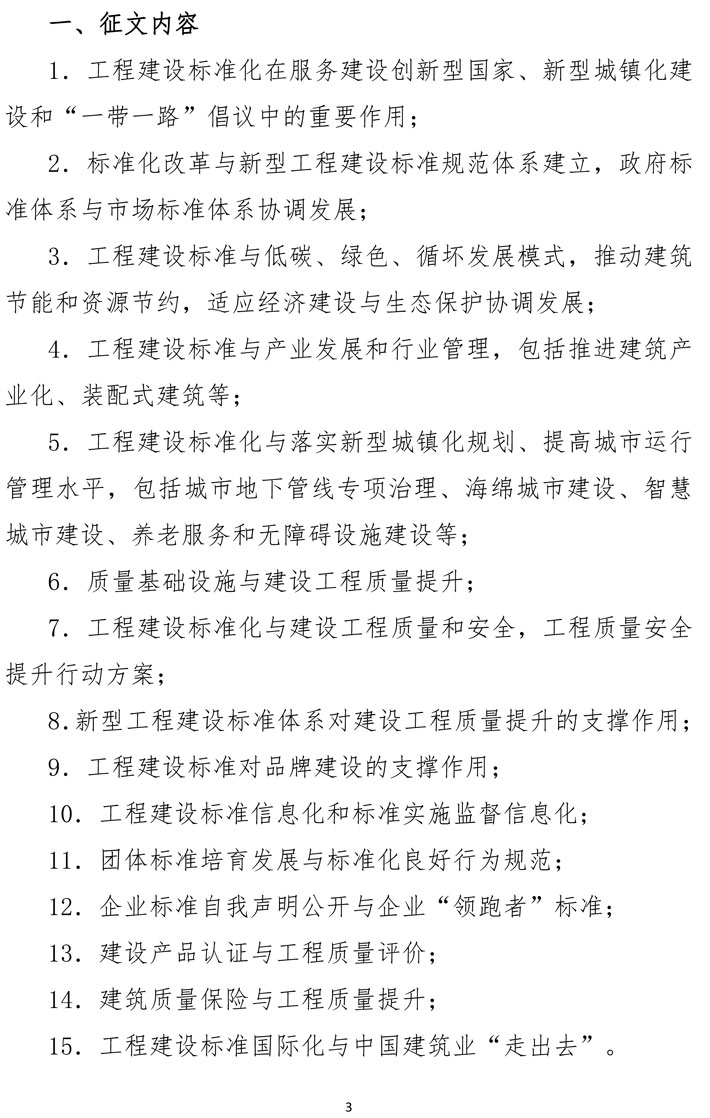 一、征文内容
1．工程建设标准化在服务建设创新型国家、新型城镇化建
设和“一带一路”倡议中的重要作用；
2．标准化改革与新型工程建设标准规范体系建立，政府标
准体系与市场标准体系协调发展；
3．工程建设标准与低碳、绿色、循坏发展模式，推动建筑
节能和资源节约，适应经济建设与生态保护协调发展；
4．工程建设标准与产业发展和行业管理，包括推进建筑产
业化、装配式建筑等；
5．工程建设标准化与落实新型城镇化规划、提高城市运行
管理水平，包括城市地下管线专项治理、海绵城市建设、智慧
城市建设、养老服务和无障碍设施建设等；
6．质量基础设施与建设工程质量提升；
7．工程建设标准化与建设工程质量和安全，工程质量安全
提升行动方案；
8.新型工程建设标准体系对建设工程质量提升的支撑作用；
9．工程建设标准对品牌建设的支撑作用；
10．工程建设标准信息化和标准实施监督信息化；
11．团体标准培育发展与标准化良好行为规范；
12．企业标准自我声明公开与企业“领跑者”标准；
13．建设产品认证与工程质量评价；
14．建筑质量保险与工程质量提升；
15．工程建设标准国际化与中国建筑业“走出去”。
3